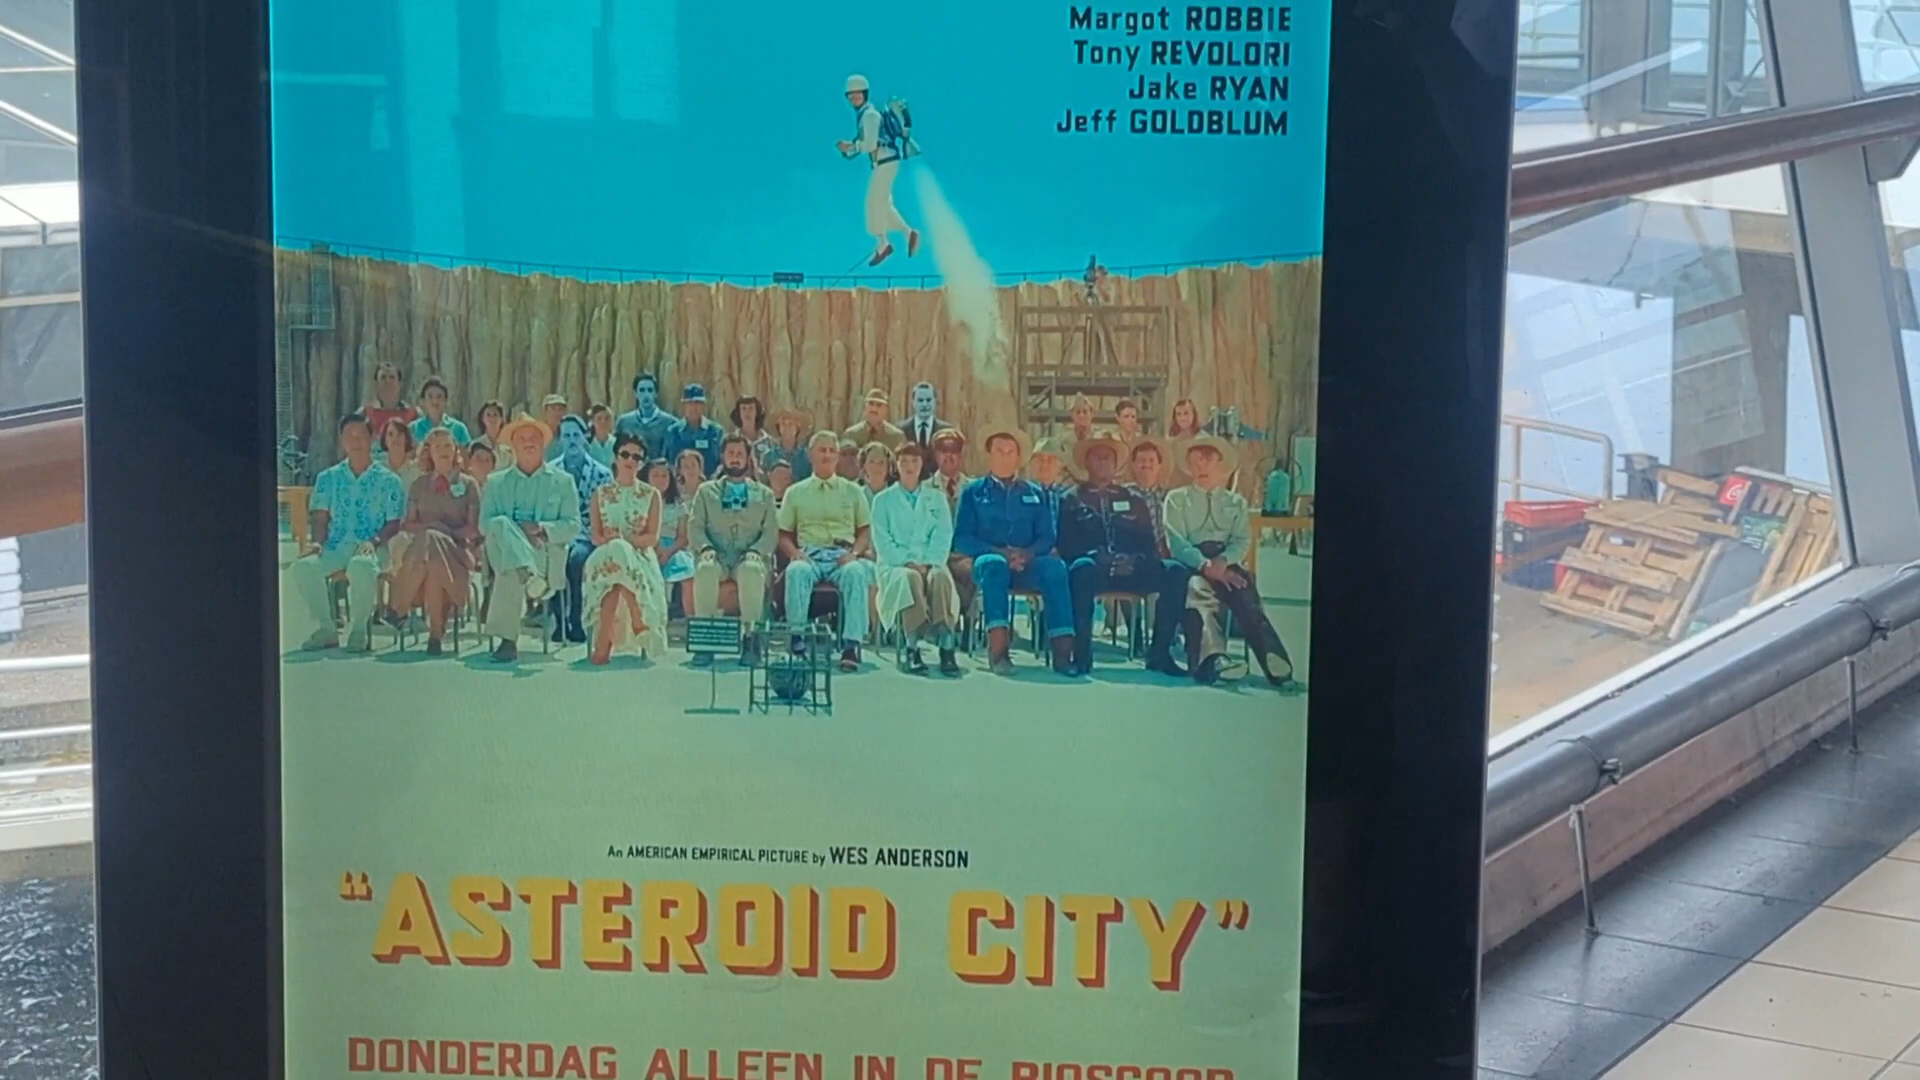 Margot ROBBIE
Tony REVOLORI
Jake RYAN
Jeff GOLDBLUM
An AMERICAN EMPIRICAL PICTURE by WES ANDERSON
"ASTEROID CITY"
DONDERDAG ALLEEN IN DE BIOSCOOP